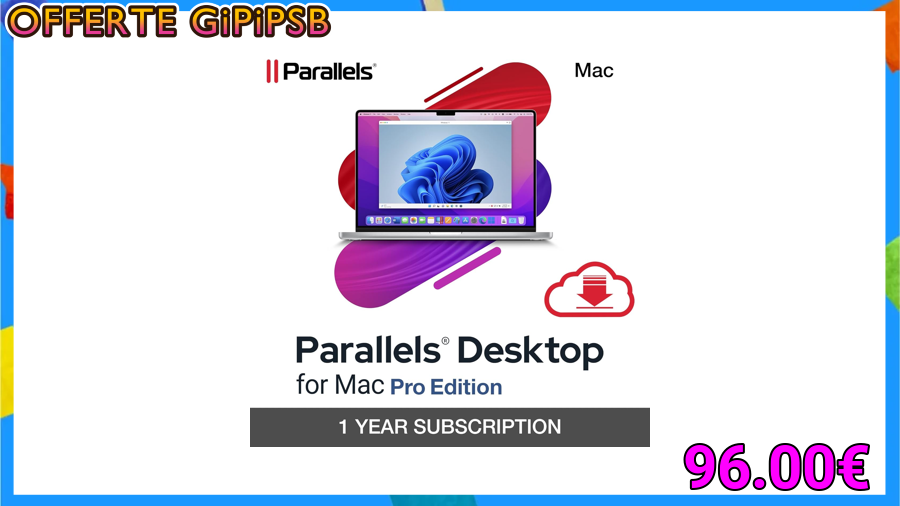 OFFERTE GiPiPSB
Parallels®
Mac
Parallels® Desktop
for Mac Pro Edition
1 YEAR SUBSCRIPTION
96.00€